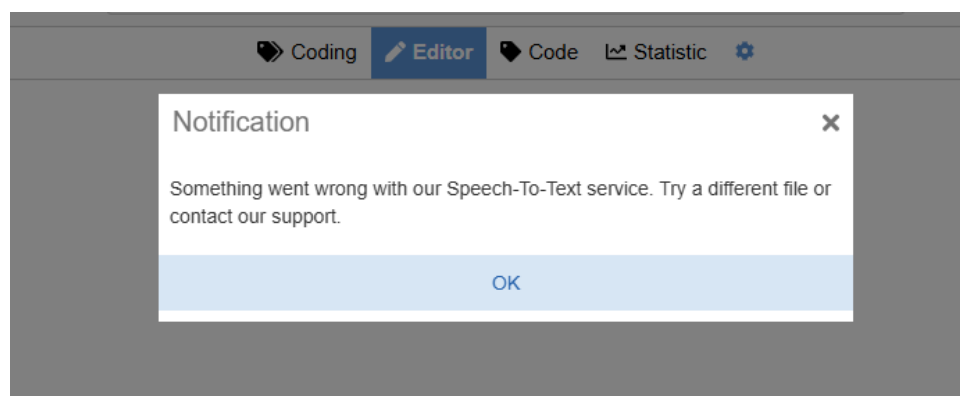 Coding Editor Code Statistic
Notification
Something went wrong with our Speech-To-Text service. Try a different file or
contact our support.
OK